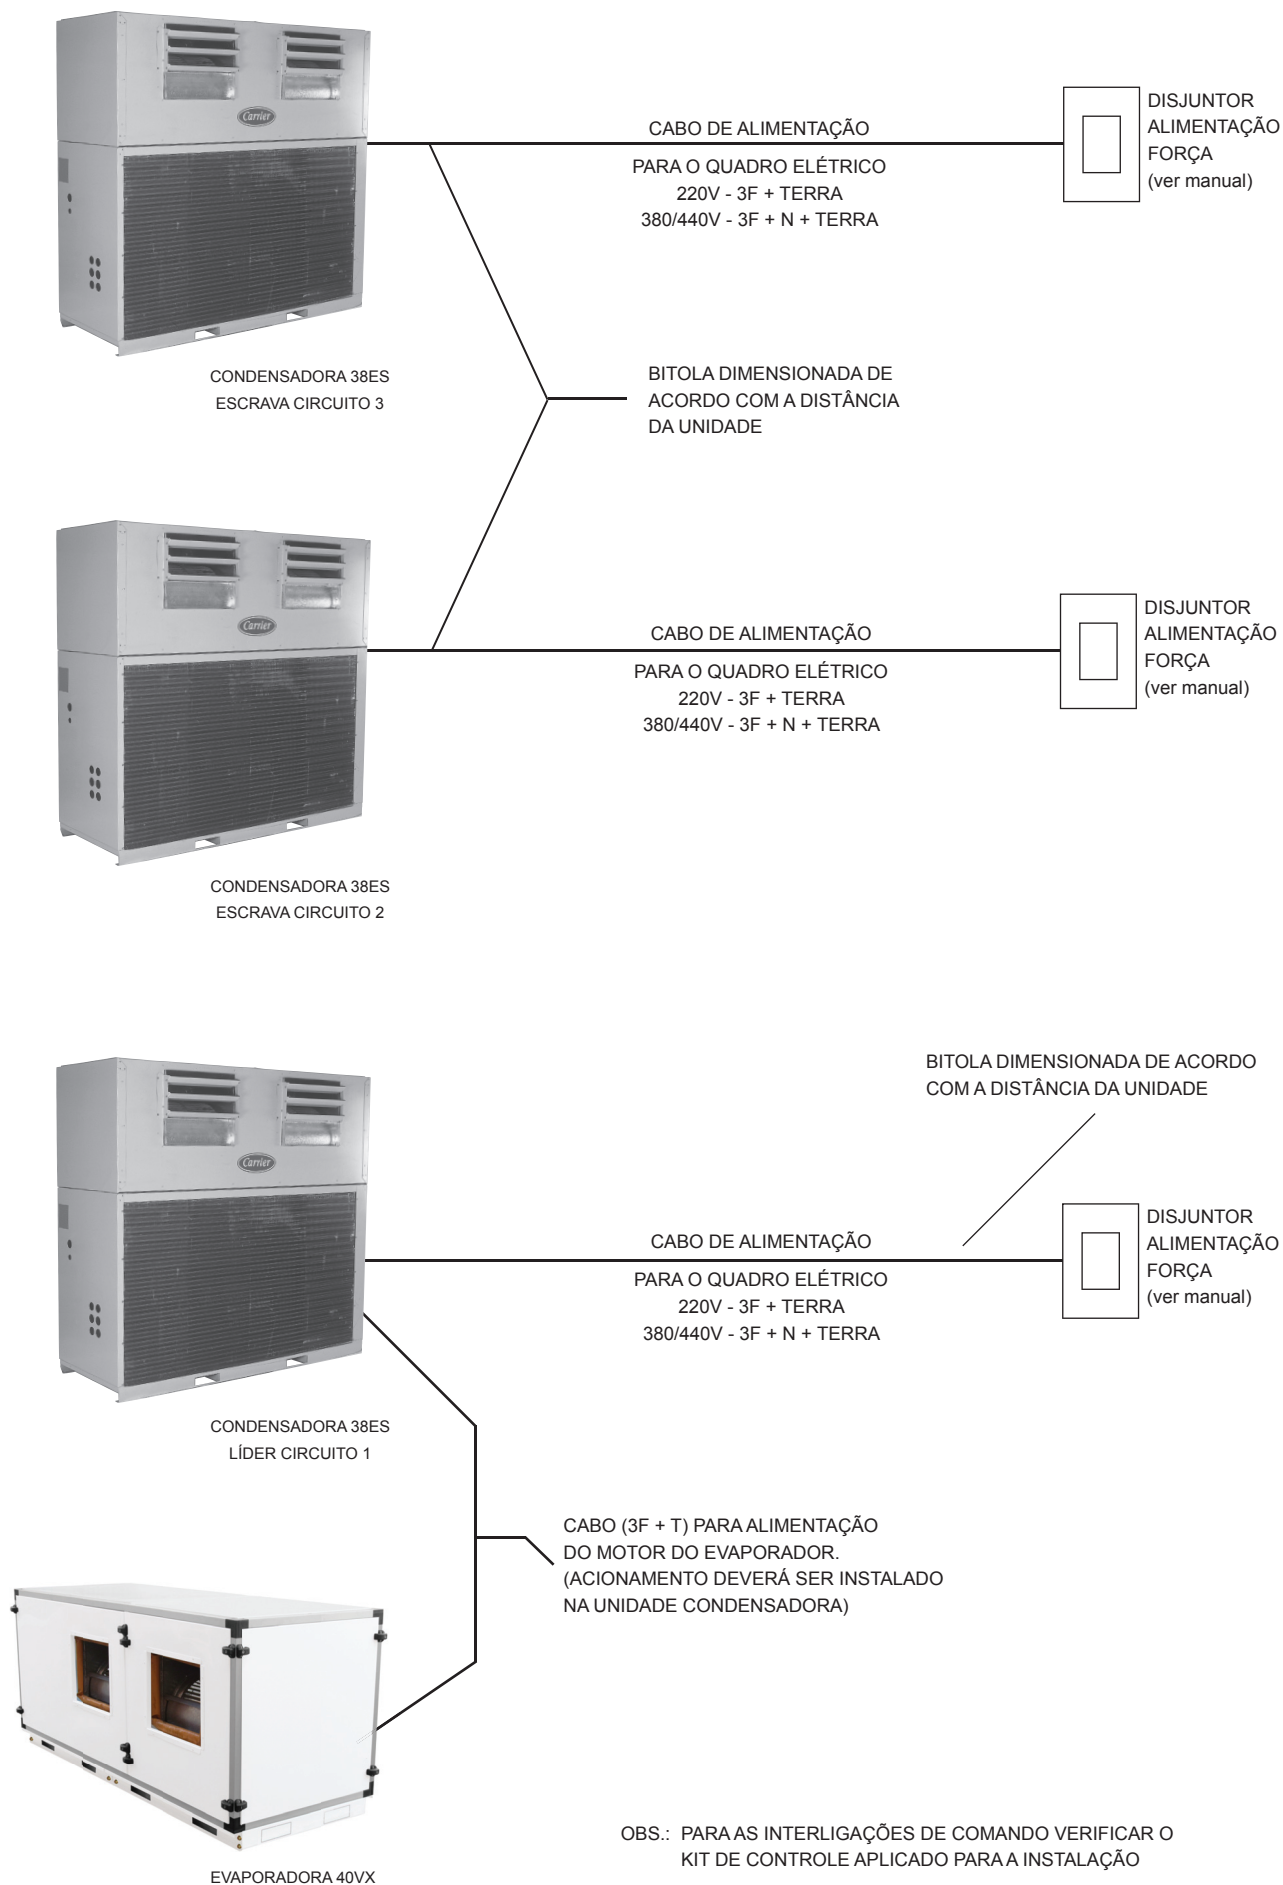 Carrier
CABO DE ALIMENTAÇÃO
PARA O QUADRO ELÉTRICO
220V - 3F + TERRA
380/440V - 3F + N + TERRA
DISJUNTOR
ALIMENTAÇÃO
FORÇA
(ver manual)
CONDENSADORA 38ES
ESCRAVA CIRCUITO 3
BITOLA DIMENSIONADA DE
ACORDO COM A DISTÂNCIA
DA UNIDADE
Carrier
CABO DE ALIMENTAÇÃO
PARA O QUADRO ELÉTRICO
220V - 3F + TERRA
380/440V - 3F + N + TERRA
DISJUNTOR
ALIMENTAÇÃO
FORÇA
(ver manual)
CONDENSADORA 38ES
ESCRAVA CIRCUITO 2
BITOLA DIMENSIONADA DE ACORDO
COM A DISTÂNCIA DA UNIDADE
Carrier
CABO DE ALIMENTAÇÃO
PARA O QUADRO ELÉTRICO
220V - 3F + TERRA
380/440V - 3F + N + TERRA
DISJUNTOR
ALIMENTAÇÃO
FORÇA
(ver manual)
CONDENSADORA 38ES
LÍDER CIRCUITO 1
CABO (3F + T) PARA ALIMENTAÇÃO
DO MOTOR DO EVAPORADOR.
(ACIONAMENTO DEVERÁ SER INSTALADO
NA UNIDADE CONDENSADORA)
EVAPORADORA 40VX
OBS.: PARA AS INTERLIGAÇÕES DE COMANDO VERIFICAR O
KIT DE CONTROLE APLICADO PARA A INSTALAÇÃO